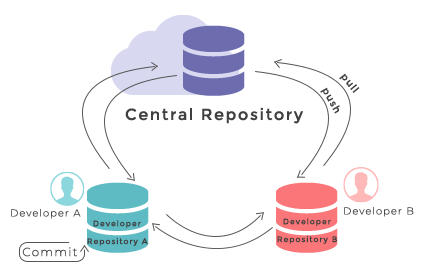 Central Repository
pull
push
Developer A
Developer
Repository A
Developer
Repository B
Developer B
Commit